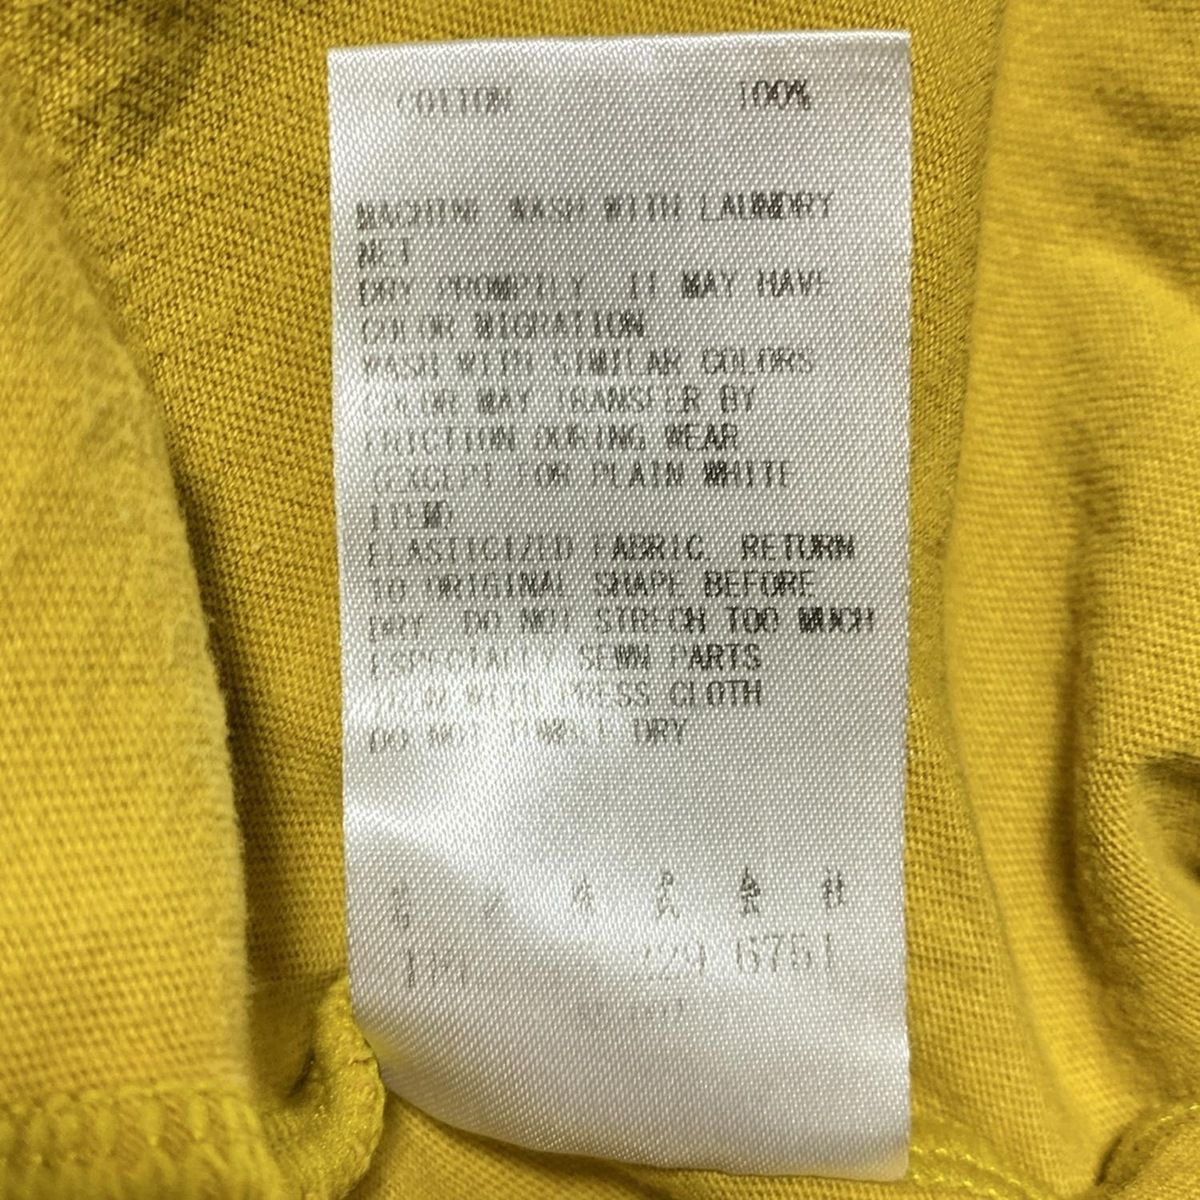 COTTON 100%
MACHINE WASH WITH LAUNDRY
NET
DRY PROMPTLY IT MAY HAVE
COLOR MIGRATION
WASH WITH SIMILAR COLORS
COLOR MAY TRANSFER BY
FRICTION DURING WEAR
(EXCEPT FOR PLAIN WHITE
ITEM)
ELASTICIZED FABRIC, RETURN
TO ORIGINAL SHAPE BEFORE
DRY. DO NOT STRECH TOO MUCH
ESPECIALLY SEWN PARTS
WITH PRESS CLOTH
DO NOT TUMBLE DRY
株式会社
229 6751